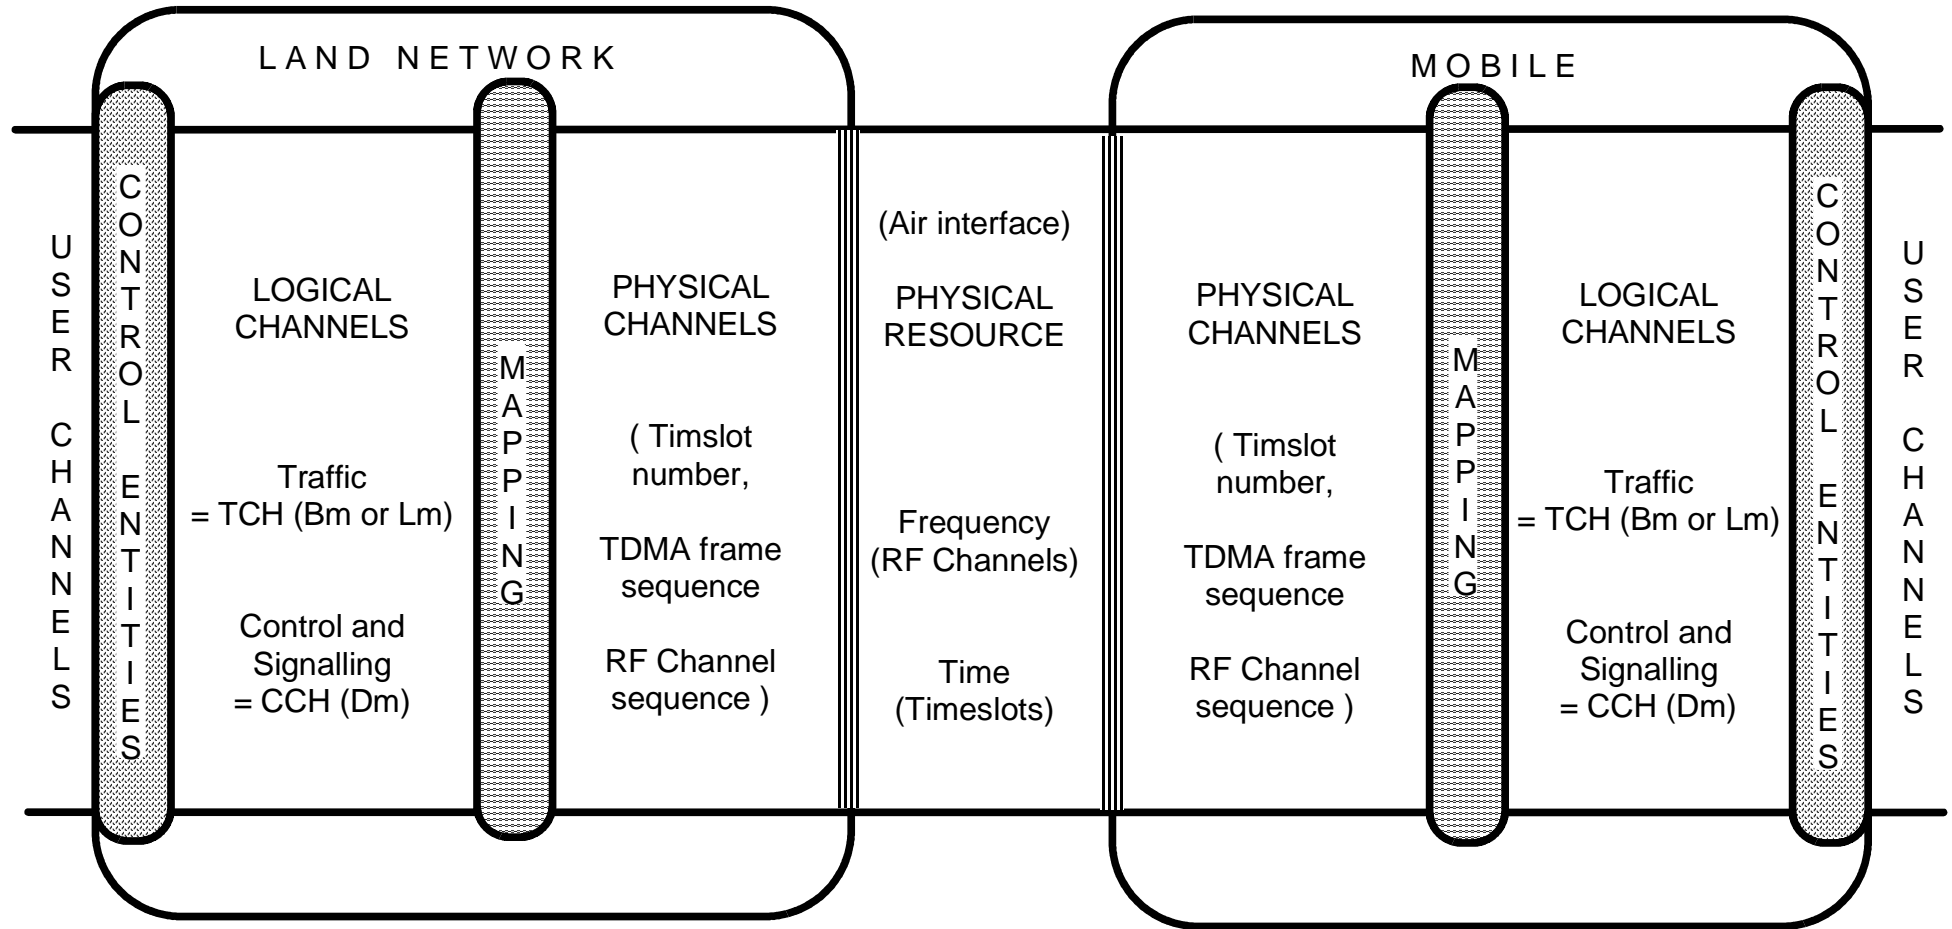 LAND NETWORK
MOBILE
USER CHANNELS
CONTROL ENTITIES
LOGICAL
CHANNELS
Traffic
= TCH (Bm or Lm)
Control and
Signalling
= CCH (Dm)
MAPPING
PHYSICAL
CHANNELS
( Timslot
number,
TDMA frame
sequence
RF Channel
sequence )
(Air interface)
PHYSICAL
RESOURCE
Frequency
(RF Channels)
Time
(Timeslots)
PHYSICAL
CHANNELS
( Timslot
number,
TDMA frame
sequence
RF Channel
sequence )
MAPPING
LOGICAL
CHANNELS
Traffic
= TCH (Bm or Lm)
Control and
Signalling
= CCH (Dm)
CONTROL ENTITIES
USER CHANNELS